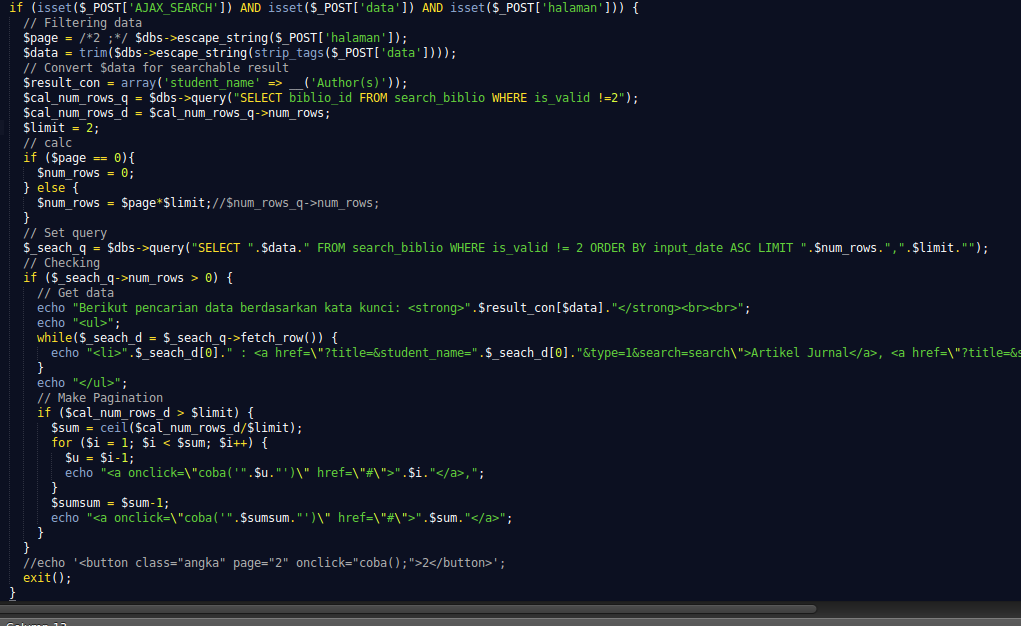 if (isset($_POST['AJAX_SEARCH']) AND isset($_POST['data']) AND isset($_POST['halaman'])) {
  // Filtering data
  $page = /*2 ;*/ $dbs->escape_string($_POST['halaman']);
  $data = trim($dbs->escape_string(strip_tags($_POST['data'])));
  // Convert $data for searchable result
  $result_con = array('student_name' => __('Author(s)'));
  $cal_num_rows_q = $dbs->query("SELECT biblio_id FROM search_biblio WHERE is_valid !=2");
  $cal_num_rows_d = $cal_num_rows_q->num_rows;
  $limit = 2;
  // calc
  if ($page == 0){
    $num_rows = 0;
  } else {
    $num_rows = $page*$limit;//$num_rows_q->num_rows;
  }
  // Set query
  $_seach_q = $dbs->query("SELECT ".$data." FROM search_biblio WHERE is_valid != 2 ORDER BY input_date ASC LIMIT ".$num_rows.",".$limit."");
  // Checking
  if ($_seach_q->num_rows > 0) {
    // Get data
    echo "Berikut pencarian data berdasarkan kata kunci: <strong>".$result_con[$data]."</strong><br><br>";
    echo "<ul>";
    while($_seach_d = $_seach_q->fetch_row()) {
      echo "<li>".$_seach_d[0]." : <a href=\"?title=&student_name=".$_seach_d[0]."&type=1&search=search\">Artikel Jurnal</a>, <a href=\"?title=&s
    }
    echo "</ul>";
    // Make Pagination
    if ($cal_num_rows_d > $limit) {
      $sum = ceil($cal_num_rows_d/$limit);
      for ($i = 1; $i < $sum; $i++) {
        $u = $i-1;
        echo "<a onclick=\"coba('".$u."')\" href=\"#\">".$i."</a>,";
      }
      $sumsum = $sum-1;
      echo "<a onclick=\"coba('".$sumsum."')\" href=\"#\">".$sum."</a>";
    }
  }
  //echo '<button class="angka" page="2" onclick="coba();">2</button>';
  exit();
}